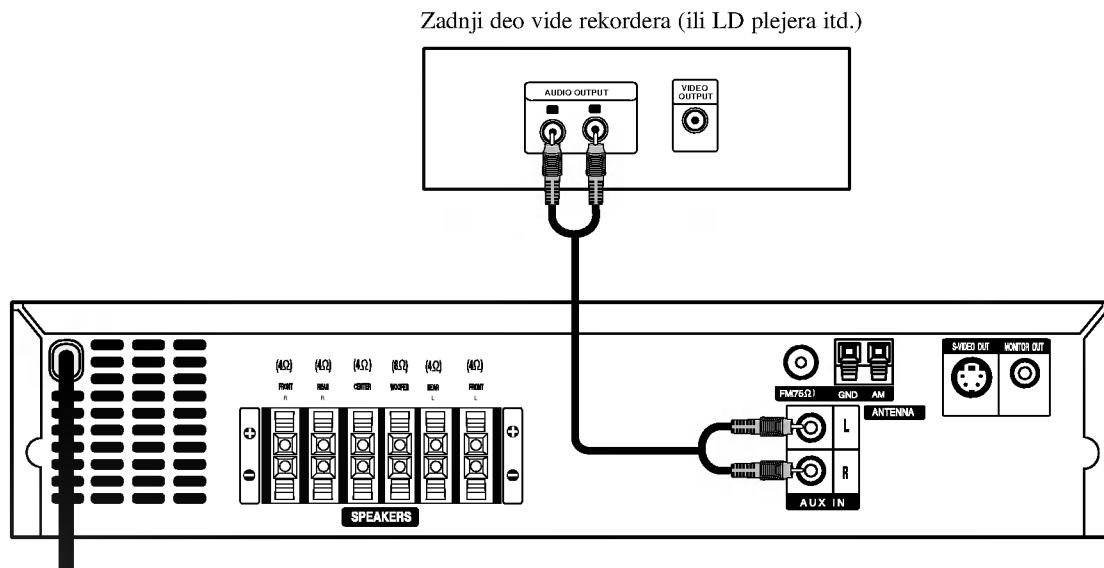 Zadnji deo vide rekordera (ili LD plejera itd.)
AUDIO OUTPUT
VIDEO
OUTPUT
(4Ω) (4Ω) (4Ω) (8Ω) (4Ω) (4Ω)
FRONT REAR CENTER WOOFER REAR FRONT
R R L L
SPEAKERS
FM(75Ω) GND AM
ANTENNA
S-VIDEO OUT MONITOR OUT
L
R
AUX IN